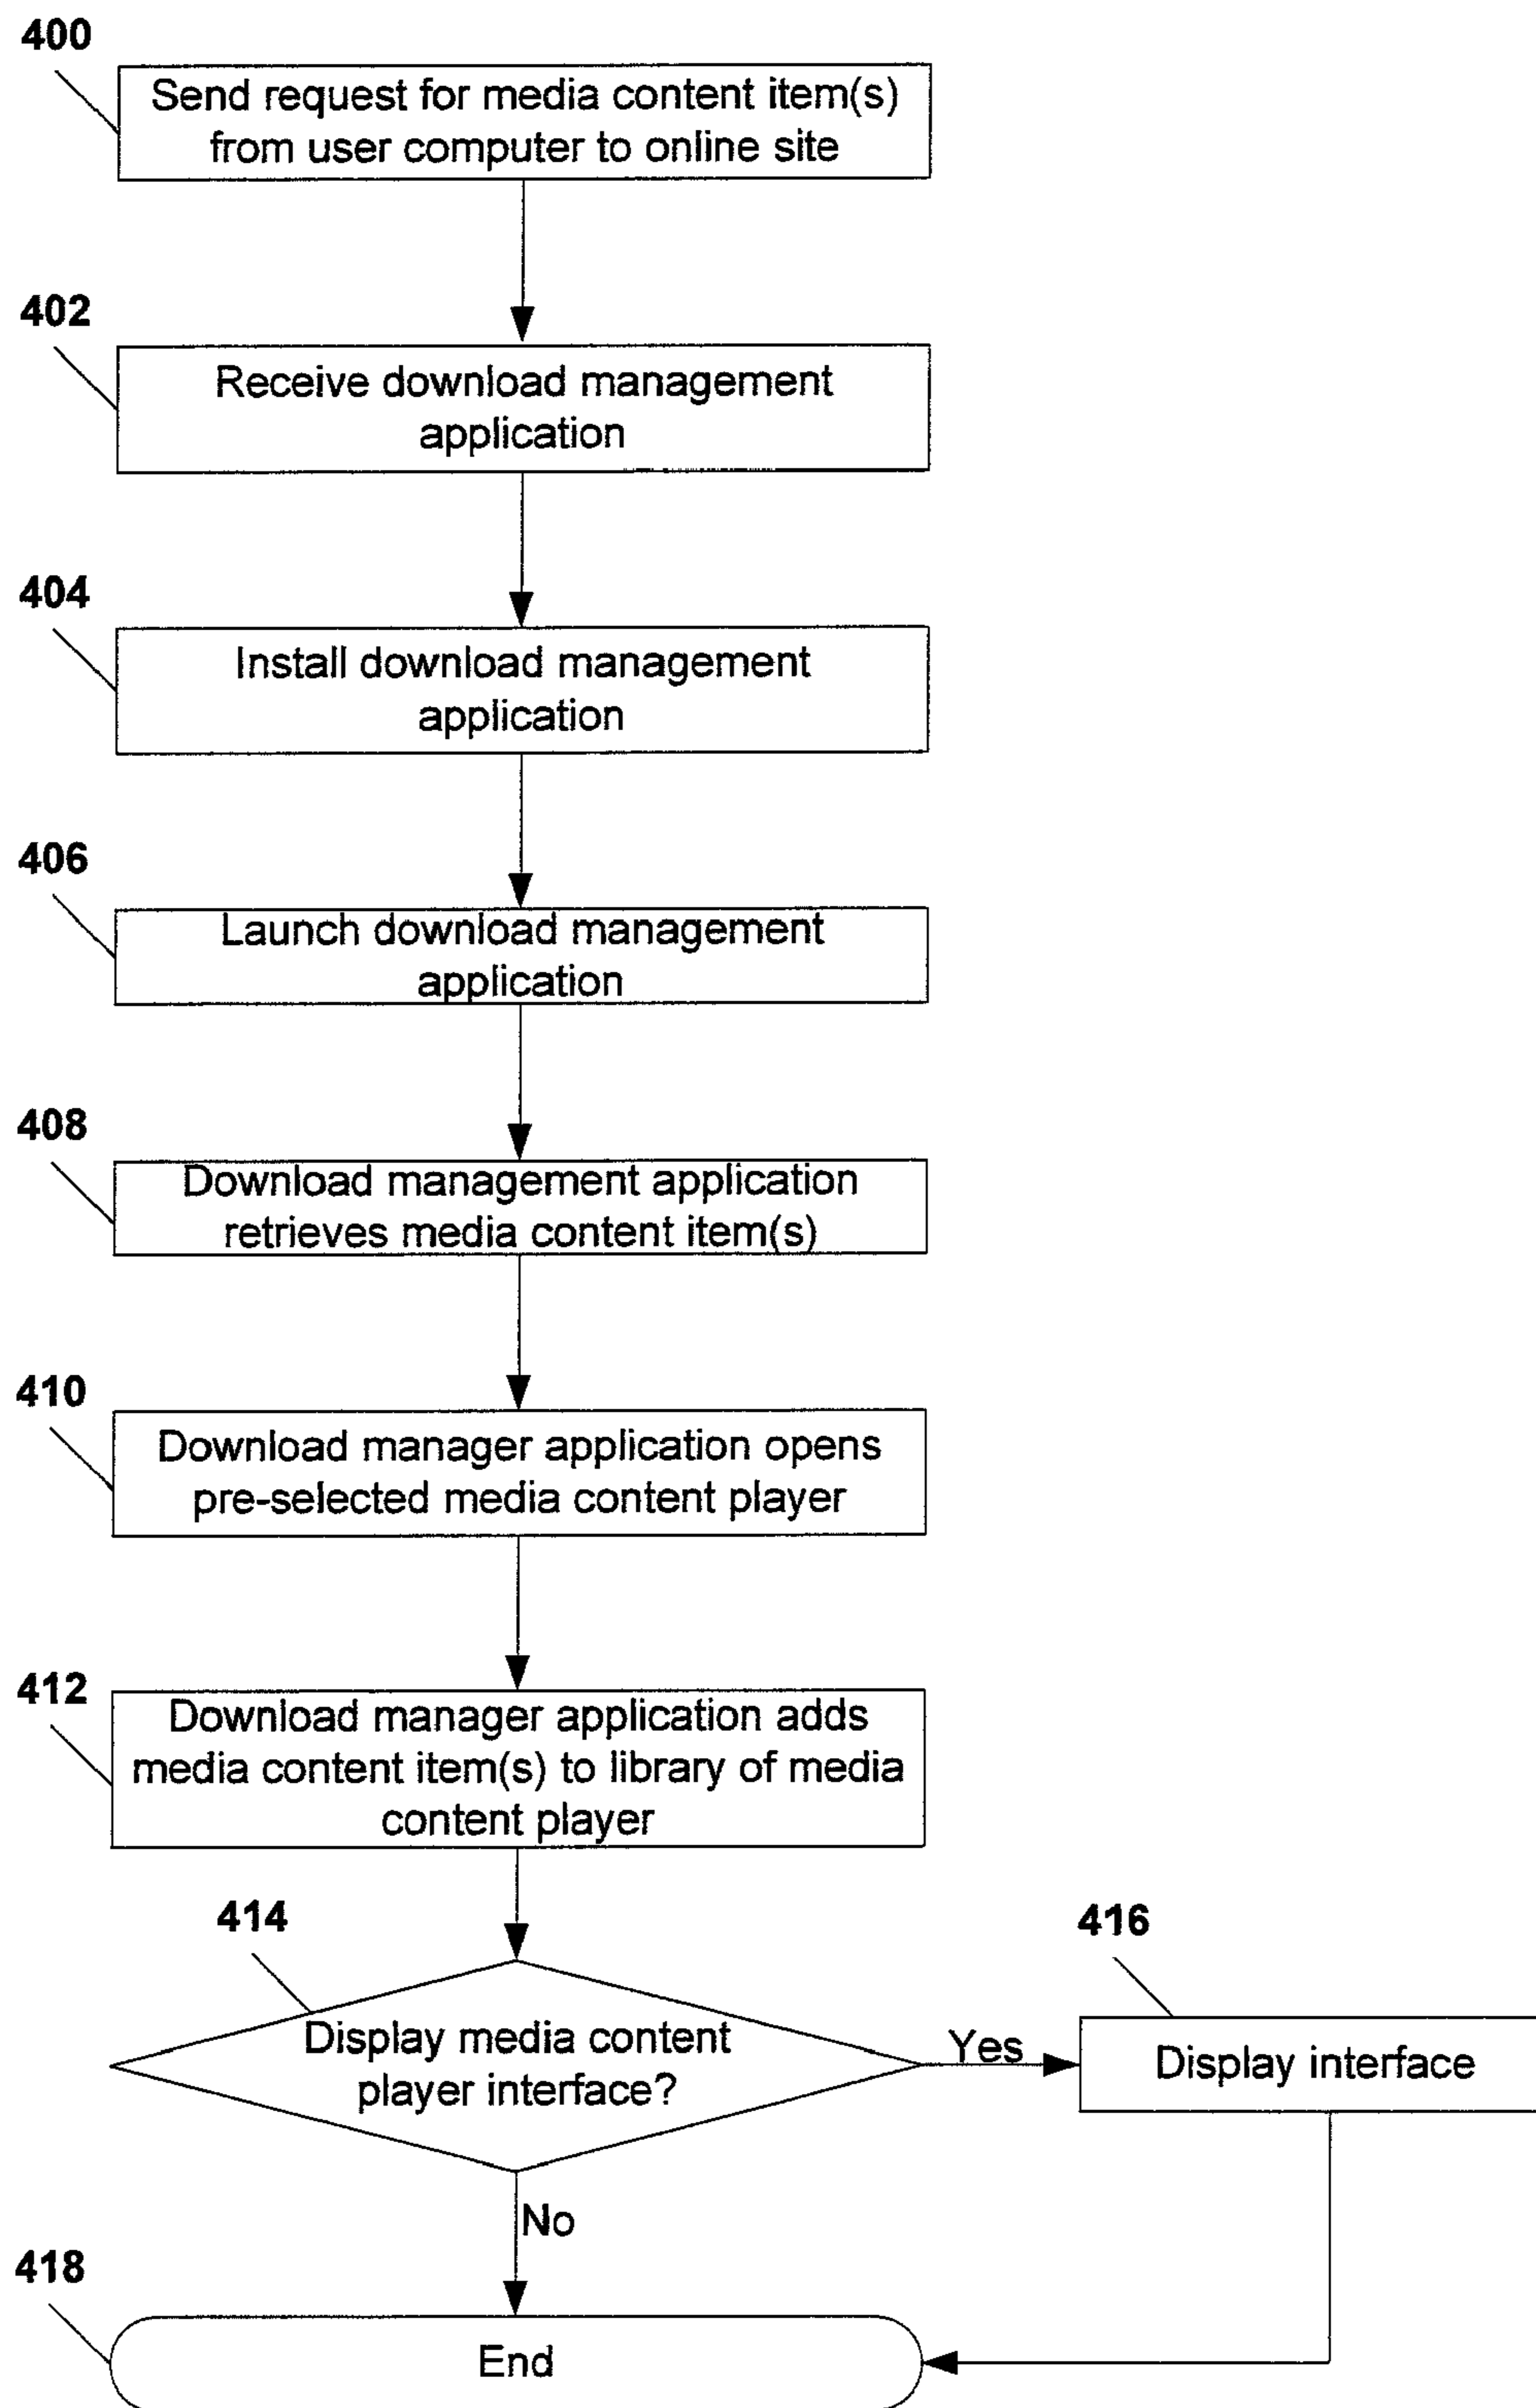 400
Send request for media content item(s)
from user computer to online site
402
Receive download management
application
404
Install download management
application
406
Launch download management
application
408
Download management application
retrieves media content item(s)
410
Download manager application opens
pre-selected media content player
412
Download manager application adds
media content item(s) to library of media
content player
414
Display media content
player interface?
Yes
416
Display interface
No
418
End